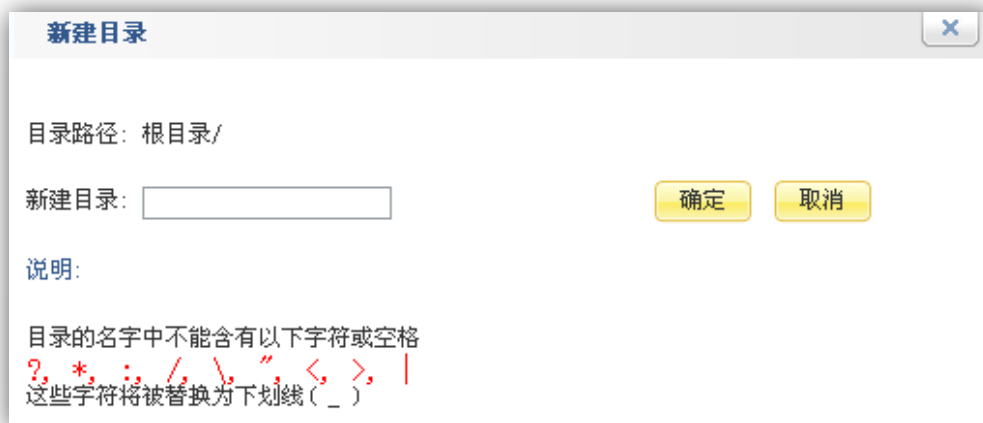 新建目录
目录路径: 根目录/
新建目录:
确定
取消
说明:
目录的名字中不能含有以下字符或空格
?, *, :, /, \, ", <, >, |
这些字符将被替换为下划线( _ )